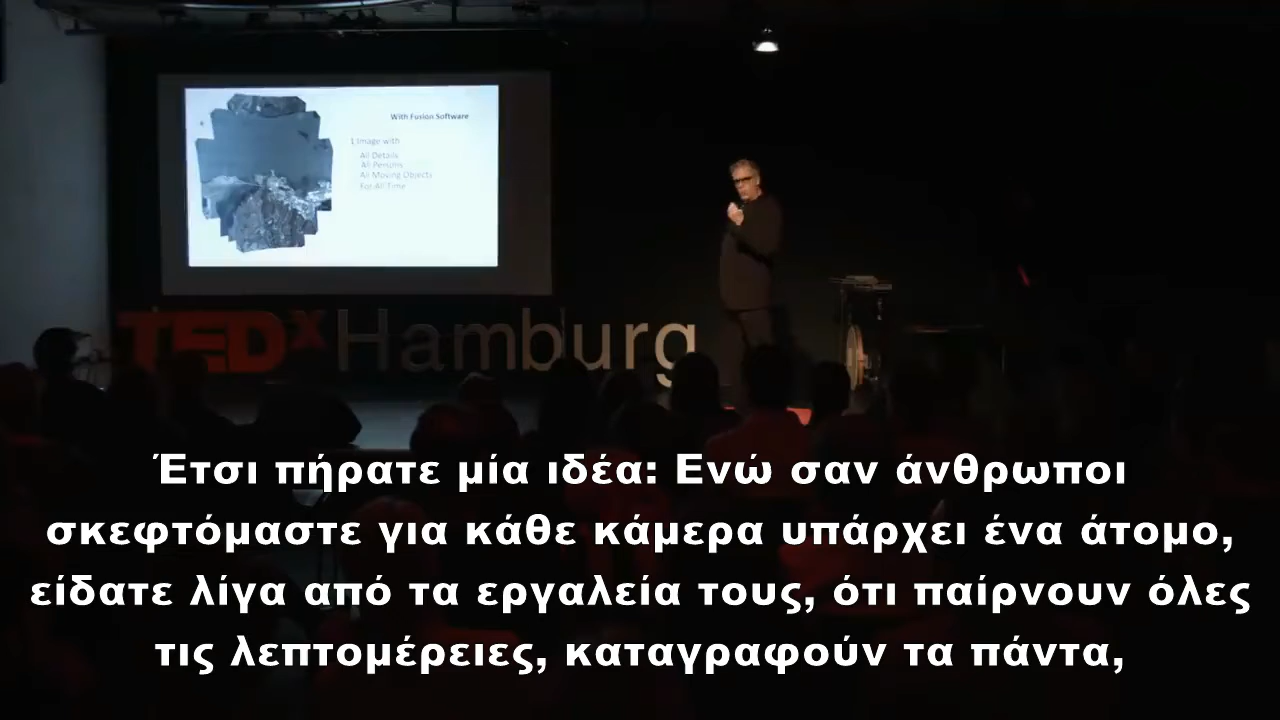 With Fusion Software
1 Image with
All Details
All Persons
All Moving Objects
For All Time
TEDxHamburg
Έτσι πήρατε μία ιδέα: Ενώ σαν άνθρωποι
σκεφτόμαστε για κάθε κάμερα υπάρχει ένα άτομο,
είδατε λίγα από τα εργαλεία τους, ότι παίρνουν όλες
τις λεπτομέρειες, καταγραφούν τα πάντα,